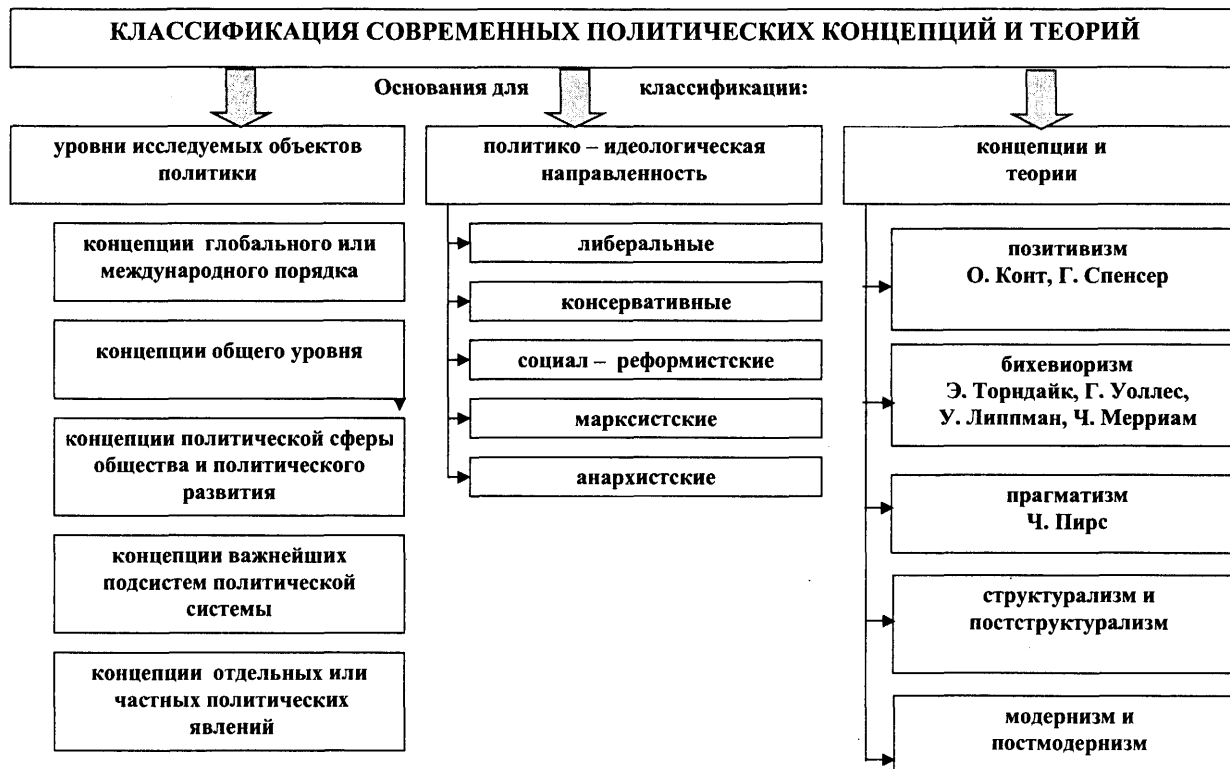 КЛАССИФИКАЦИЯ СОВРЕМЕННЫХ ПОЛИТИЧЕСКИХ КОНЦЕПЦИЙ И ТЕОРИЙ
Основания для классификации:
уровни исследуемых объектов
политики
концепции глобального или
международного порядка
концепции общего уровня
концепции политической сферы
общества и политического
развития
концепции важнейших
подсистем политической
системы
концепции отдельных или
частных политических
явлений
политико – идеологическая
направленность
либеральные
консервативные
социал – реформистские
марксистские
анархистские
концепции и
теории
позитивизм
О. Конт, Г. Спенсер
бихевиоризм
Э. Торндайк, Г. Уоллес,
У. Липпман, Ч. Мерриам
прагматизм
Ч. Пирс
структурализм и
постструктурализм
модернизм и
постмодернизм